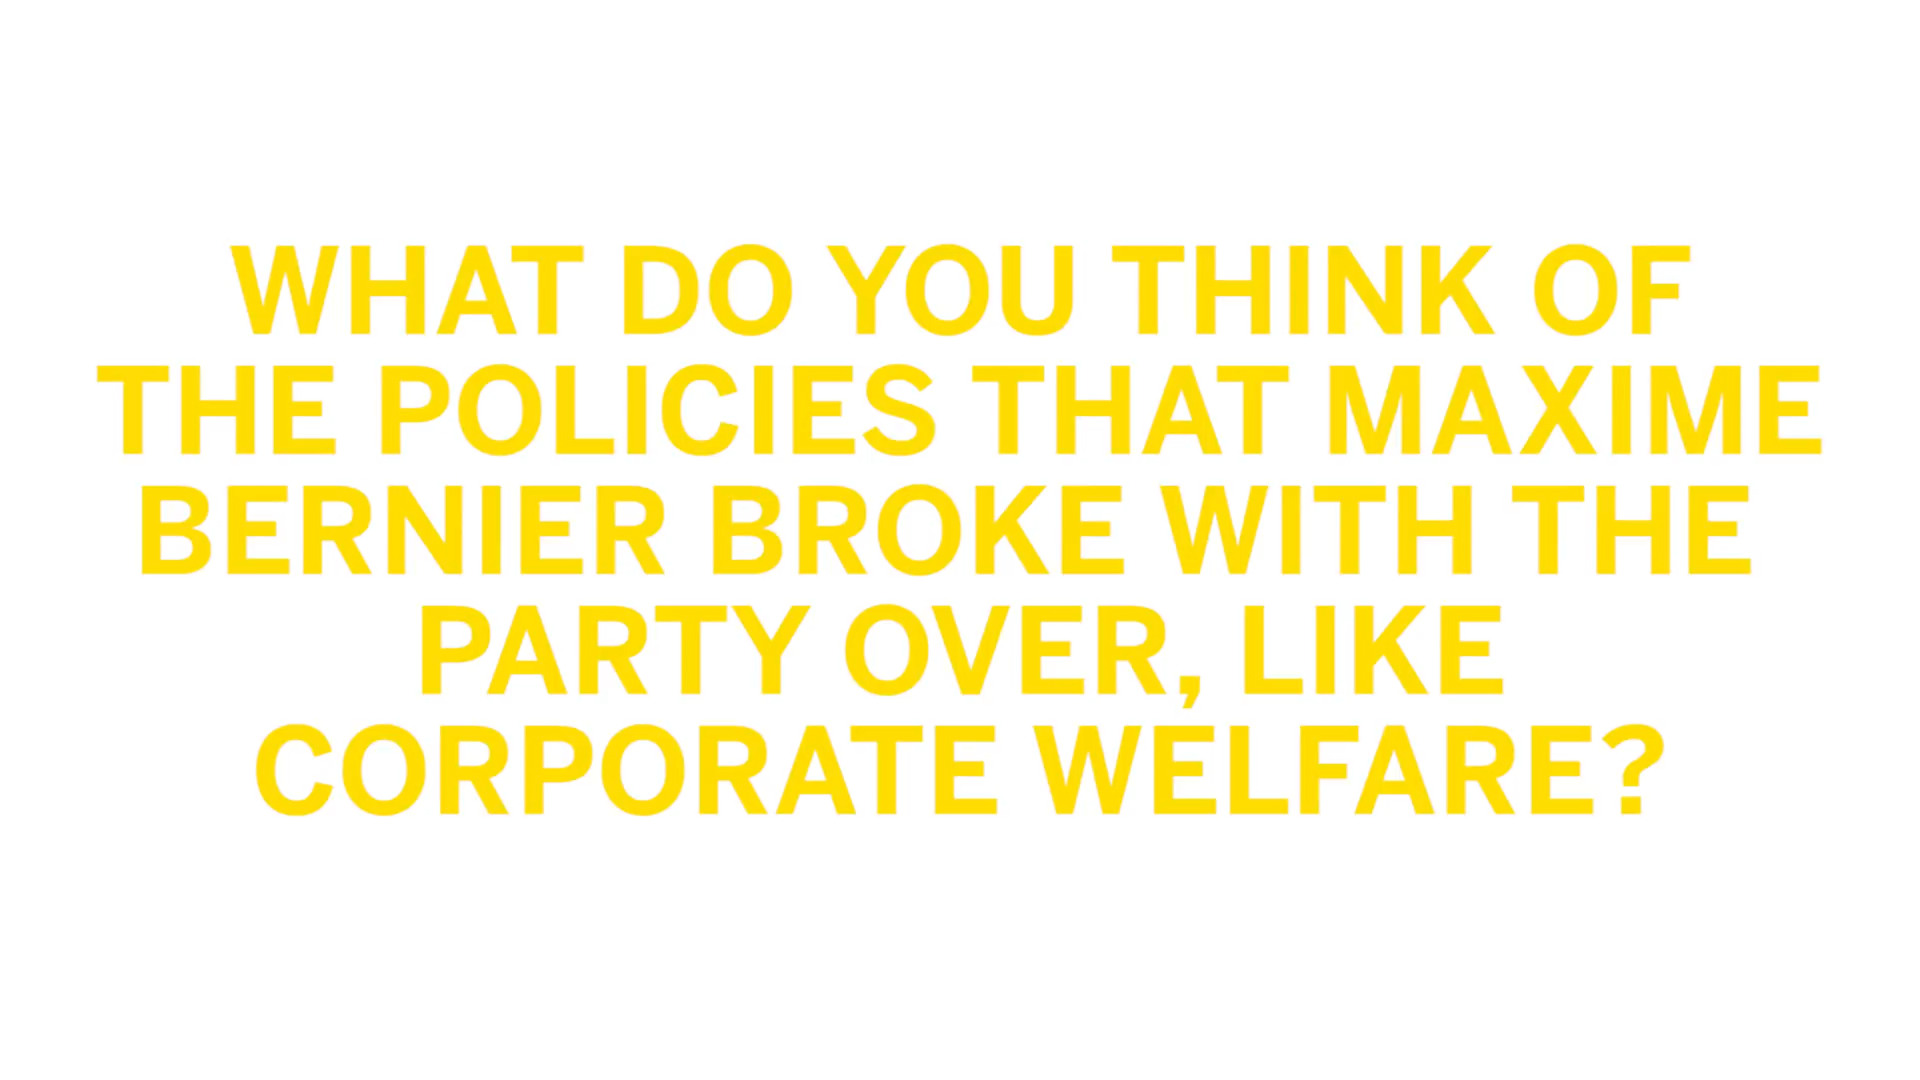 WHAT DO YOU THINK OF
THE POLICIES THAT MAXIME
BERNIER BROKE WITH THE
PARTY OVER, LIKE
CORPORATE WELFARE?